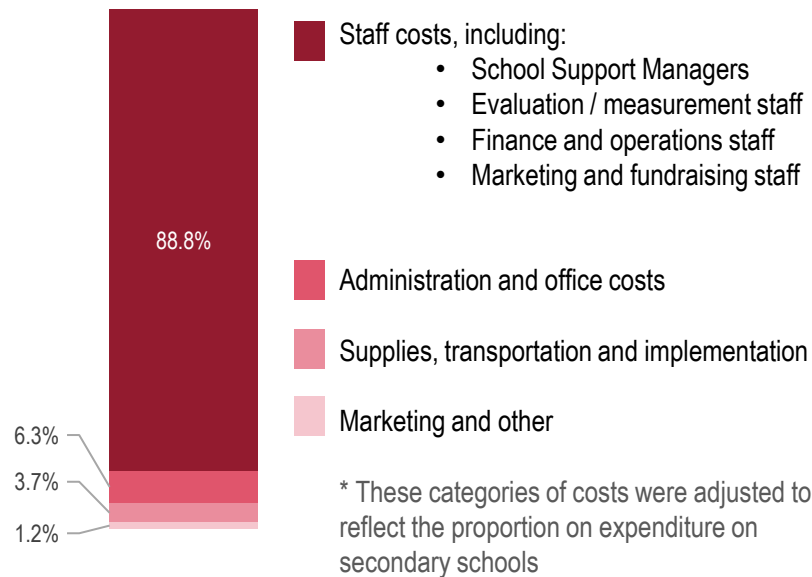 Staff costs, including:
• School Support Managers
• Evaluation / measurement staff
• Finance and operations staff
• Marketing and fundraising staff
88.8%
Administration and office costs
Supplies, transportation and implementation
Marketing and other
6.3%
3.7%
1.2%
* These categories of costs were adjusted to
reflect the proportion on expenditure on
secondary schools